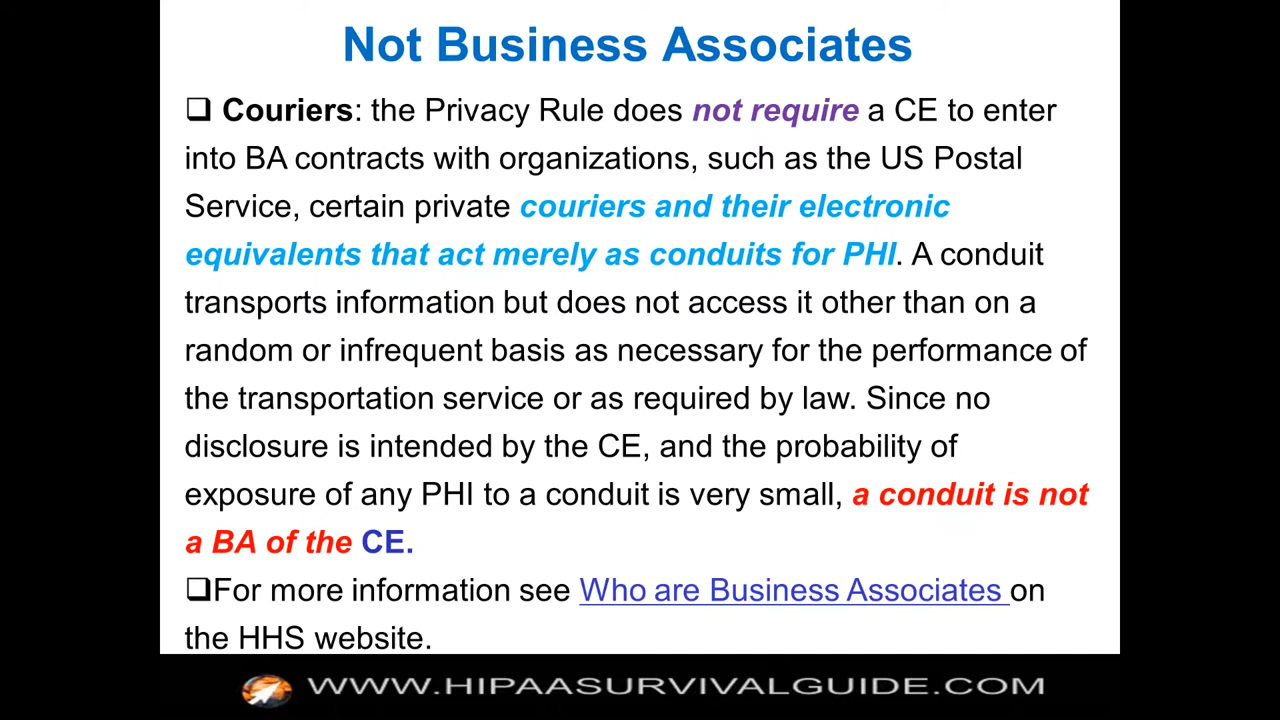 Not Business Associates
❑ Couriers: the Privacy Rule does not require a CE to enter
into BA contracts with organizations, such as the US Postal
Service, certain private couriers and their electronic
equivalents that act merely as conduits for PHI. A conduit
transports information but does not access it other than on a
random or infrequent basis as necessary for the performance of
the transportation service or as required by law. Since no
disclosure is intended by the CE, and the probability of
exposure of any PHI to a conduit is very small, a conduit is not
a BA of the CE.
❑For more information see Who are Business Associates on
the HHS website.
WWW.HIPAASURVIVALGUIDE.COM